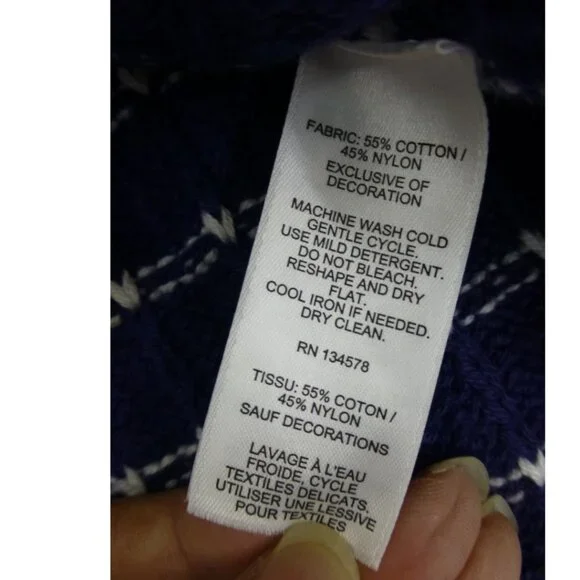 FABRIC: 55% COTTON /
45% NYLON
EXCLUSIVE OF
DECORATION
MACHINE WASH COLD
GENTLE CYCLE.
USE MILD DETERGENT.
DO NOT BLEACH.
RESHAPE AND DRY
FLAT.
COOL IRON IF NEEDED.
DRY CLEAN.
RN 134578
TISSU: 55% COTON /
45% NYLON
SAUF DECORATIONS
LAVAGE À L'EAU
FROIDE, CYCLE
TEXTILES DELICATS.
UTILISER UNE LESSIVE
POUR TEXTILES